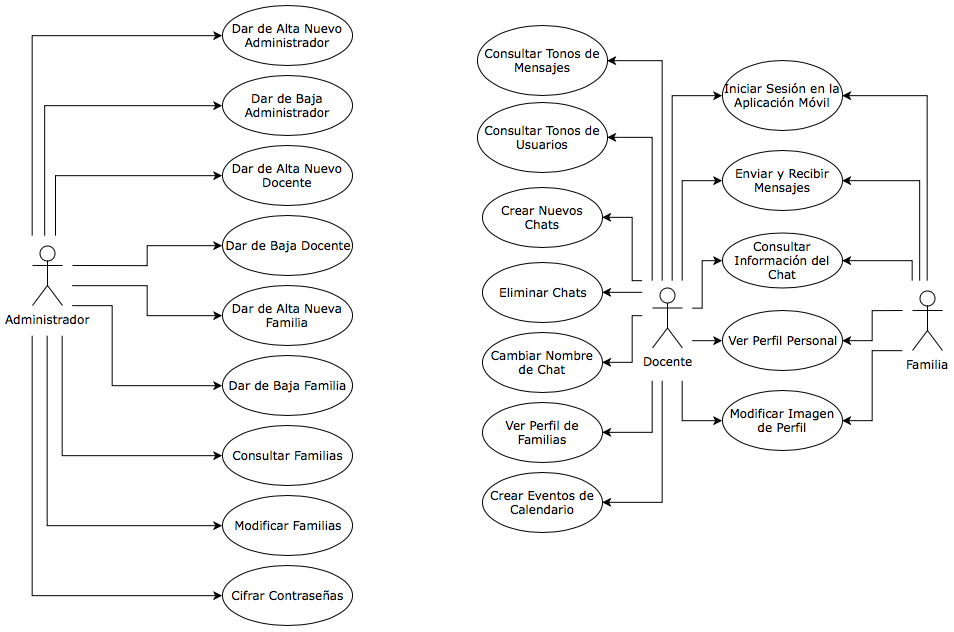 Dar de Alta Nuevo
Administrador
Dar de Baja
Administrador
Dar de Alta Nuevo
Docente
Dar de Baja Docente
Dar de Alta Nueva
Familia
Dar de Baja Familia
Consultar Familias
Modificar Familias
Cifrar Contraseñas
Administrador
Consultar Tonos de
Mensajes
Consultar Tonos de
Usuarios
Crear Nuevos
Chats
Eliminar Chats
Cambiar Nombre
de Chat
Ver Perfil de
Familias
Crear Eventos de
Calendario
Docente
Iniciar Sesión en la
Aplicación Móvil
Enviar y Recibir
Mensajes
Consultar
Información del
Chat
Ver Perfil Personal
Modificar Imagen
de Perfil
Familia